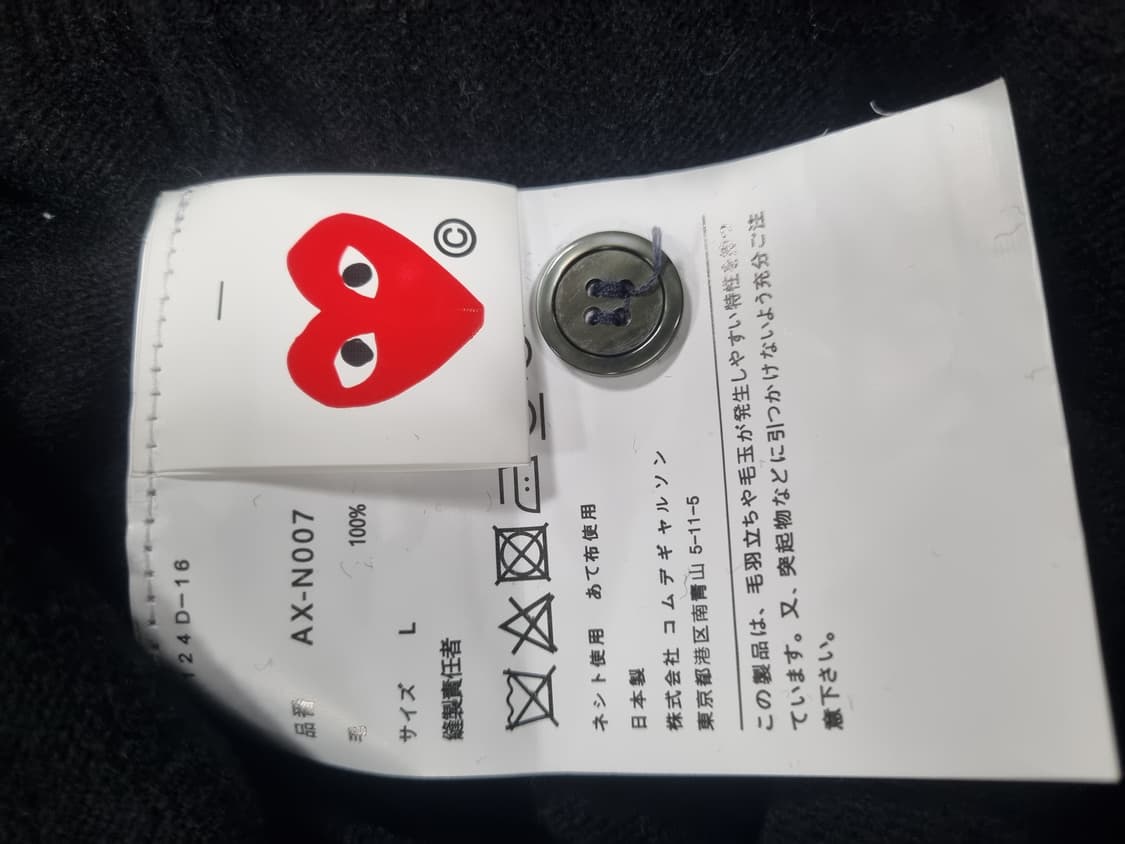 124D-16
品番 AX-N007
毛 100%
サイズ L
縫製責任者
ネシト使用 あて布使用
日本製
株式会社 コムデギャルソン
東京都港区南青山 5-11-5
この製品は、毛羽立ちや毛玉が発生しやすい特性を持っ
ています。又、突起物などに引つかけないよう充分ご注
意下さい。
©